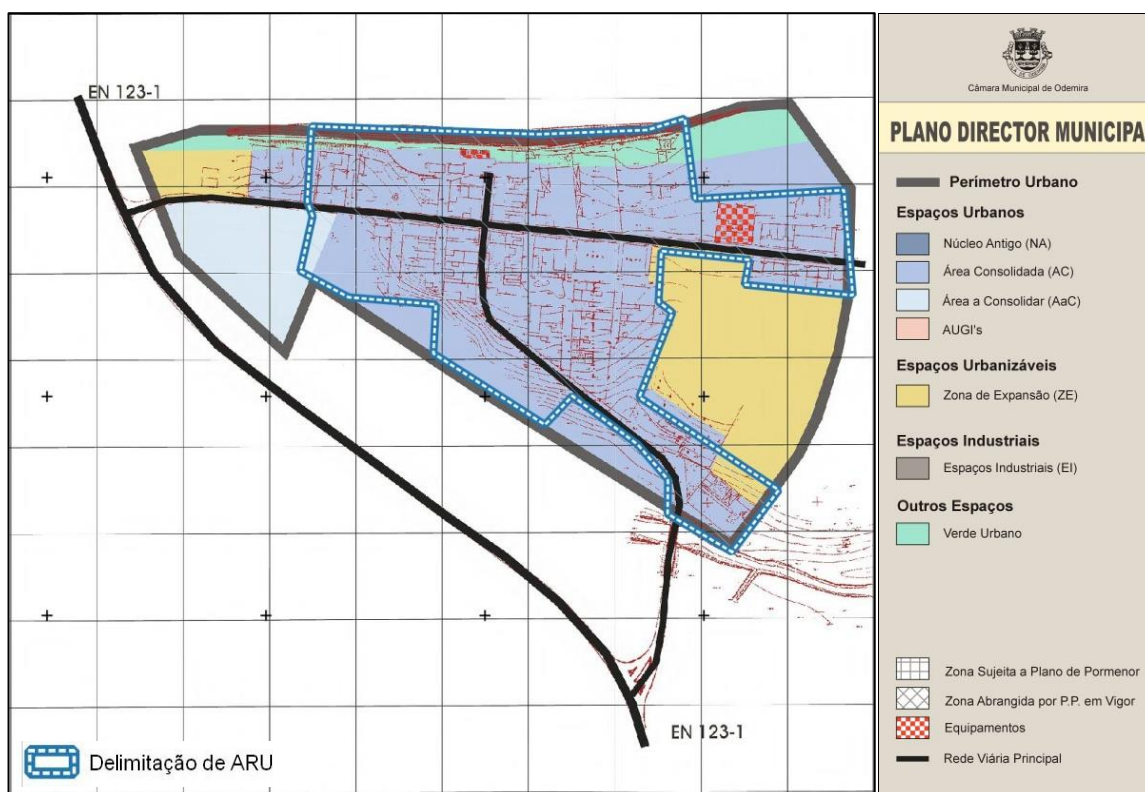 EN 123-1
EN 123-1
Delimitação de ARU
VILA DE ODEMIRA
Câmara Municipal de Odemira
PLANO DIRECTOR MUNICIPA
Perímetro Urbano
Espaços Urbanos
Núcleo Antigo (NA)
Área Consolidada (AC)
Área a Consolidar (AaC)
AUGI's
Espaços Urbanizáveis
Zona de Expansão (ZE)
Espaços Industriais
Espaços Industriais (EI)
Outros Espaços
Verde Urbano
Zona Sujeita a Plano de Pormenor
Zona Abrangida por P.P. em Vigor
Equipamentos
Rede Viária Principal